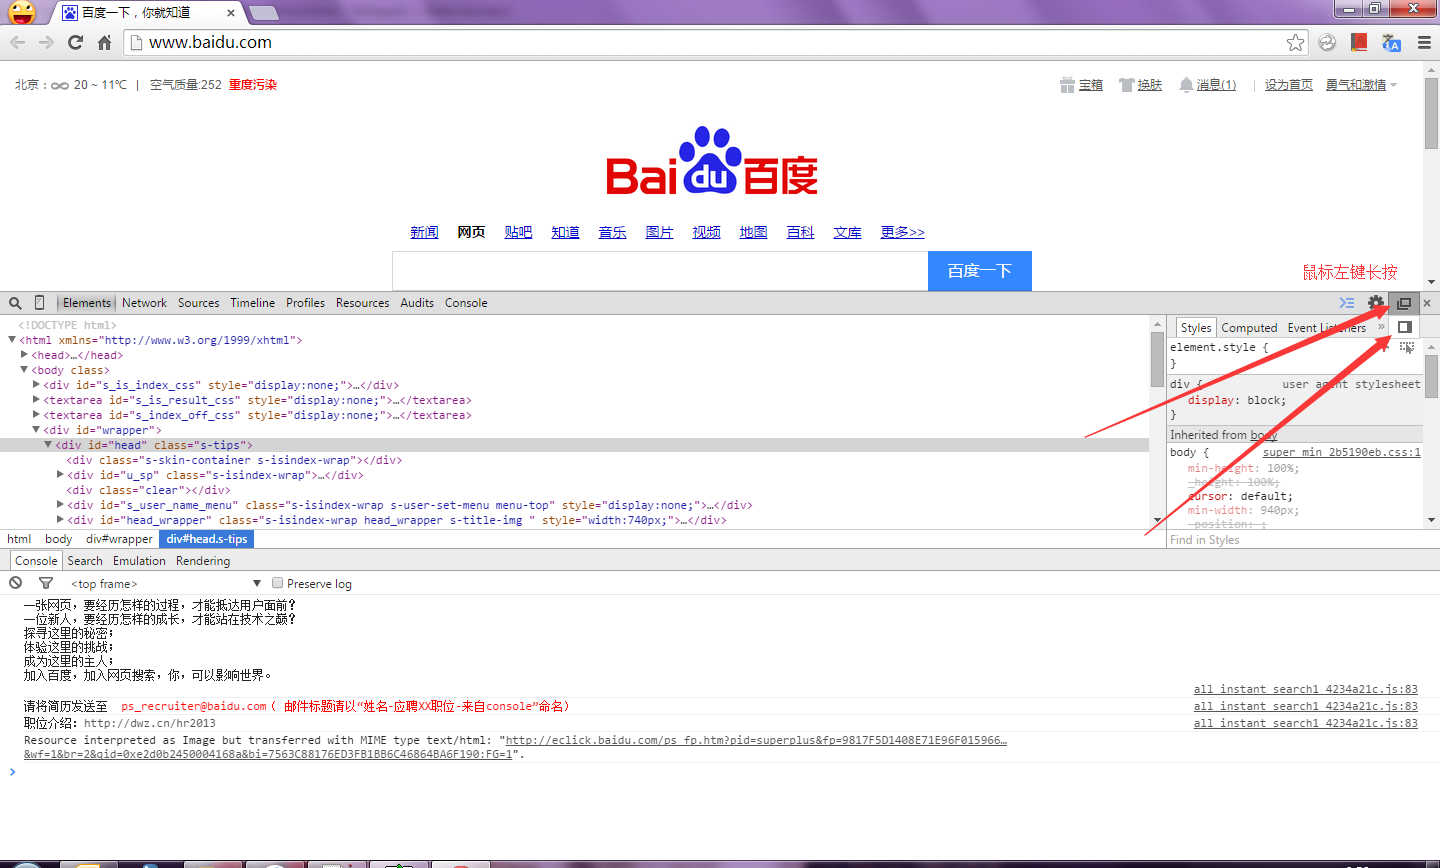 百度一下，你就知道
www.baidu.com
北京： 20 ~ 11℃ | 空气质量:252 重度污染
宝箱 换肤 消息(1) | 设为首页 勇气和激情
Bai du 百度
新闻 网页 贴吧 知道 音乐 图片 视频 地图 百科 文库 更多>>
百度一下
鼠标左键长按
Elements Network Sources Timeline Profiles Resources Audits Console
<!DOCTYPE html>
<html xmlns="http://www.w3.org/1999/xhtml">
<head>…</head>
<body class>
<div id="s_is_index_css" style="display:none;">…</div>
<textarea id="s_is_result_css" style="display:none;">…</textarea>
<textarea id="s_index_off_css" style="display:none;">…</textarea>
<div id="wrapper">
<div id="head" class="s-tips">
<div class="s-skin-container s-isindex-wrap"></div>
<div id="u_sp" class="s-isindex-wrap">…</div>
<div class="clear"></div>
<div id="s_user_name_menu" class="s-isindex-wrap s-user-set-menu menu-top" style="display:none;">…</div>
<div id="head_wrapper" class="s-isindex-wrap head_wrapper s-title-img " style="width:740px;">…</div>
Styles Computed Event Listeners »
element.style {
}
div { user agent stylesheet
display: block;
}
Inherited from body
body { super_min_2b5190eb.css:1
min-height: 100%;
_height: 100%;
cursor: default;
min-width: 940px;
_position: ;
Find in Styles
html body div#wrapper div#head.s-tips
Console Search Emulation Rendering
<top frame> Preserve log
一张网页，要经历怎样的过程，才能抵达用户面前？
一位新人，要经历怎样的成长，才能站在技术之巅？
探寻这里的秘密；
体验这里的挑战；
成为这里的主人；
加入百度，加入网页搜索，你，可以影响世界。
all_instant_search1_4234a21c.js:83
请将简历发送至 ps_recruiter@baidu.com（ 邮件标题请以“姓名-应聘XX职位-来自console”命名） all_instant_search1_4234a21c.js:83
职位介绍：http://dwz.cn/hr2013 all_instant_search1_4234a21c.js:83
Resource interpreted as Image but transferred with MIME type text/html: "http://eclick.baidu.com/ps_fp.htm?pid=superplus&fp=9817F5D1408E71E96F015966…
&wf=1&br=2&qid=0xe2d0b2450004168a&bi=7563C88176ED3FB1BB6C46864BA6F190:FG=1".